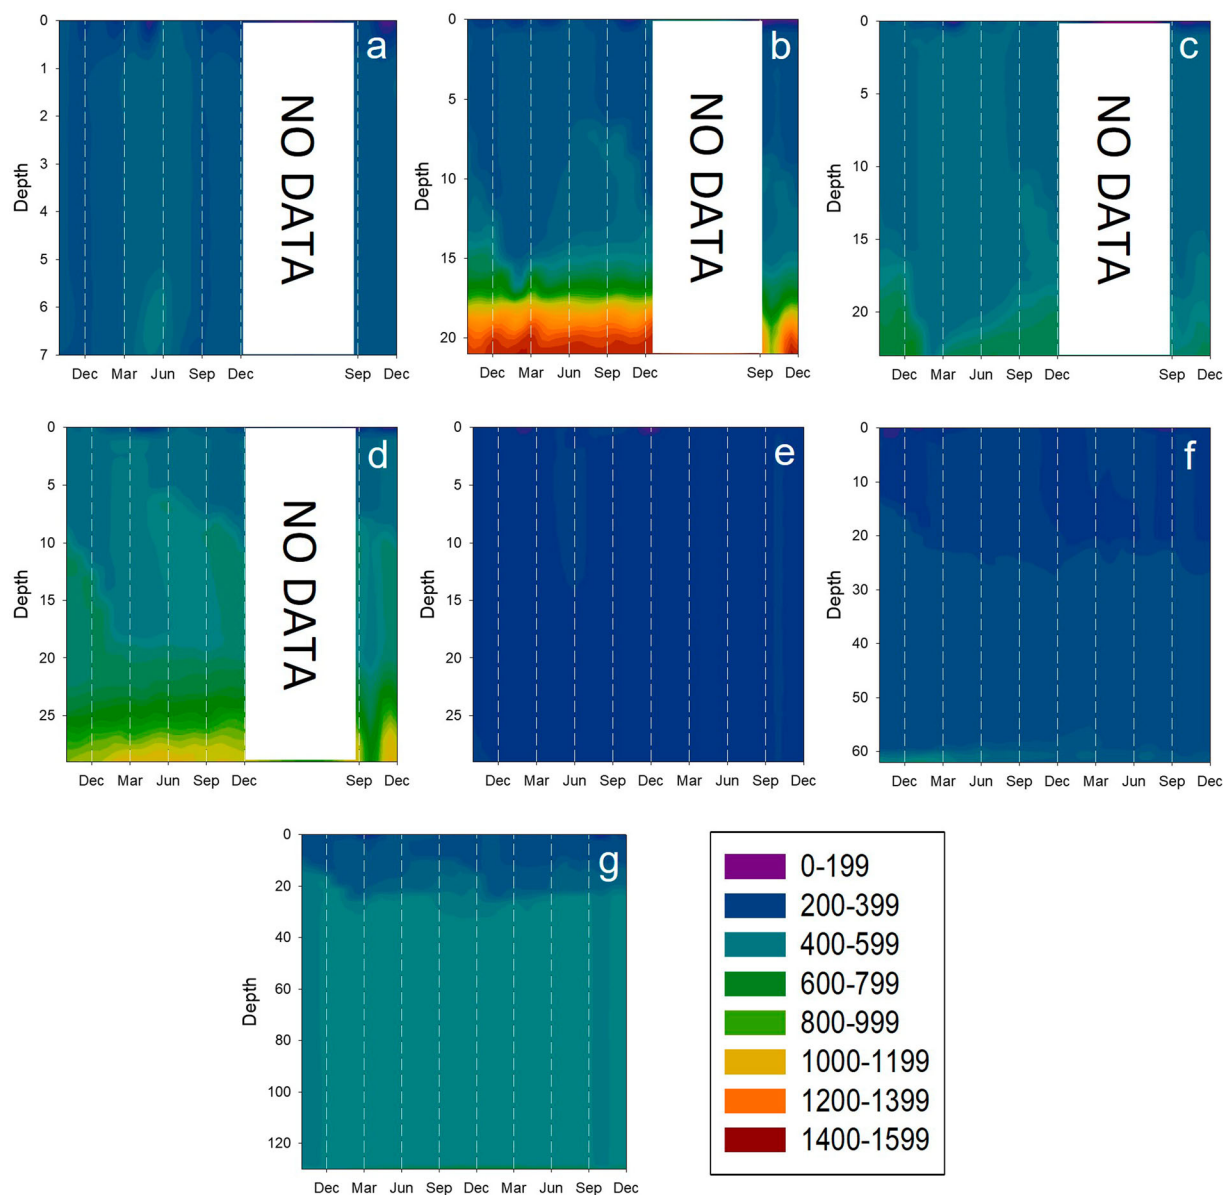 a
0
1
2
3
4
5
6
7
Depth
NO DATA
Dec Mar Jun Sep Dec Sep Dec
b
0
5
10
15
20
Depth
NO DATA
Dec Mar Jun Sep Dec Sep Dec
c
0
5
10
15
20
Depth
NO DATA
Dec Mar Jun Sep Dec Sep Dec
d
0
5
10
15
20
25
Depth
NO DATA
Dec Mar Jun Sep Dec Sep Dec
e
0
5
10
15
20
25
Depth
Dec Mar Jun Sep Dec Mar Jun Sep Dec
f
0
10
20
30
40
50
60
Depth
Dec Mar Jun Sep Dec Mar Jun Sep Dec
g
0
20
40
60
80
100
120
Depth
Dec Mar Jun Sep Dec Mar Jun Sep Dec
0-199
200-399
400-599
600-799
800-999
1000-1199
1200-1399
1400-1599